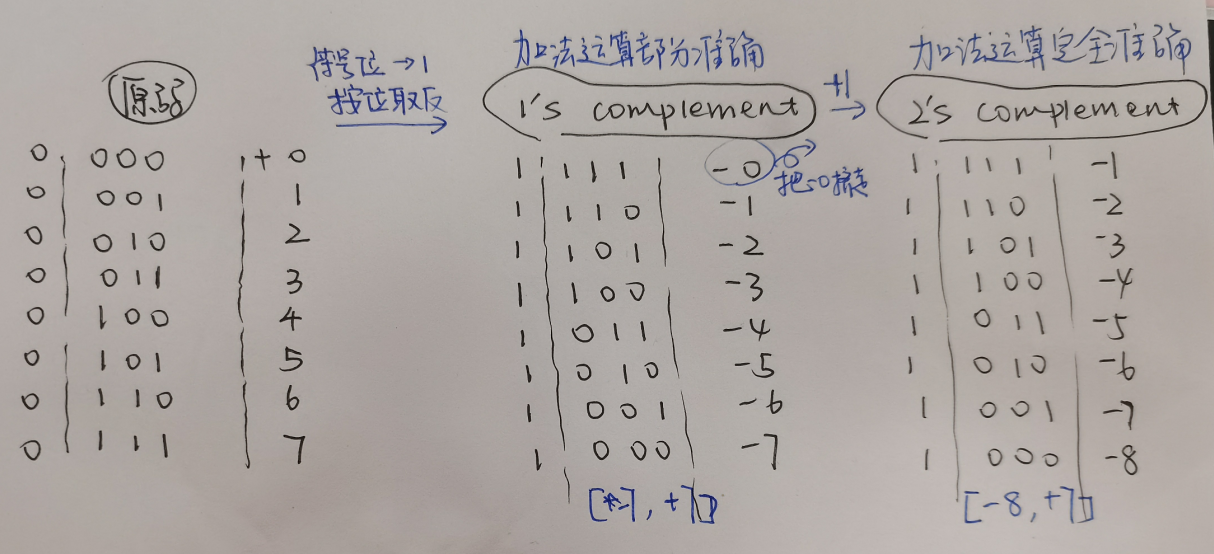 加法运算部分准确 加法运算完全准确
符号位→1
按位取反
原码 1's complement +1 2's complement
0 000 +0 1 111 -0 把-0挤走 1 111 -1
0 001 1 1 110 -1 1 110 -2
0 010 2 1 101 -2 1 101 -3
0 011 3 1 100 -3 1 100 -4
0 100 4 1 011 -4 1 011 -5
0 101 5 1 010 -5 1 010 -6
0 110 6 1 001 -6 1 001 -7
0 111 7 1 000 -7 1 000 -8
[-7, +7] [-8, +7]